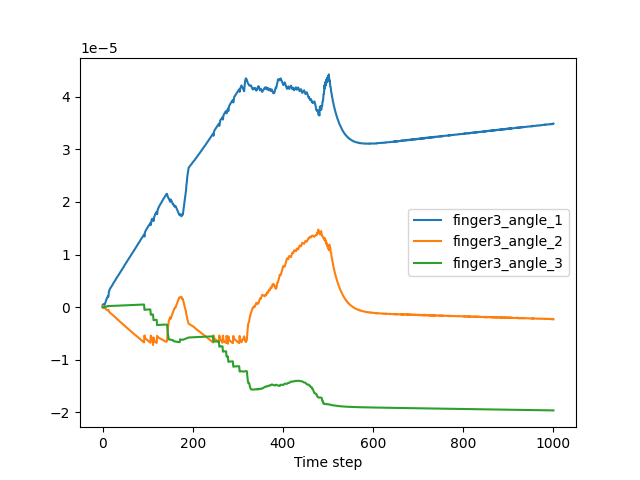 1e−5
4
3
2
1
0
−1
−2
finger3_angle_1
finger3_angle_2
finger3_angle_3
0
200
400
600
800
1000
Time step